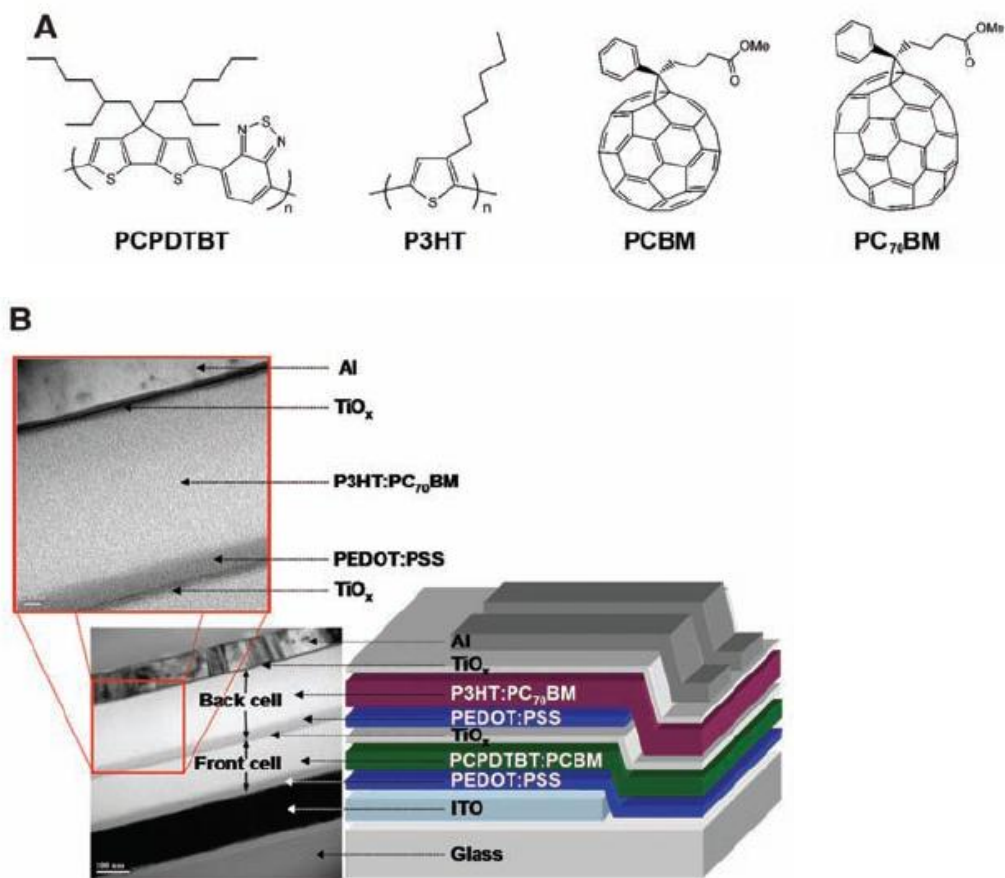 A
OMe
O
OMe
O
S
N
N
S
S
n
S
n
PCPDTBT
P3HT
PCBM
PC₇₀BM
B
Al
TiOₓ
P3HT:PC₇₀BM
PEDOT:PSS
TiOₓ
Al
TiOₓ
Back cell
P3HT:PC₇₀BM
PEDOT:PSS
TiOₓ
Front cell
PCPDTBT:PCBM
PEDOT:PSS
ITO
Glass
100 nm